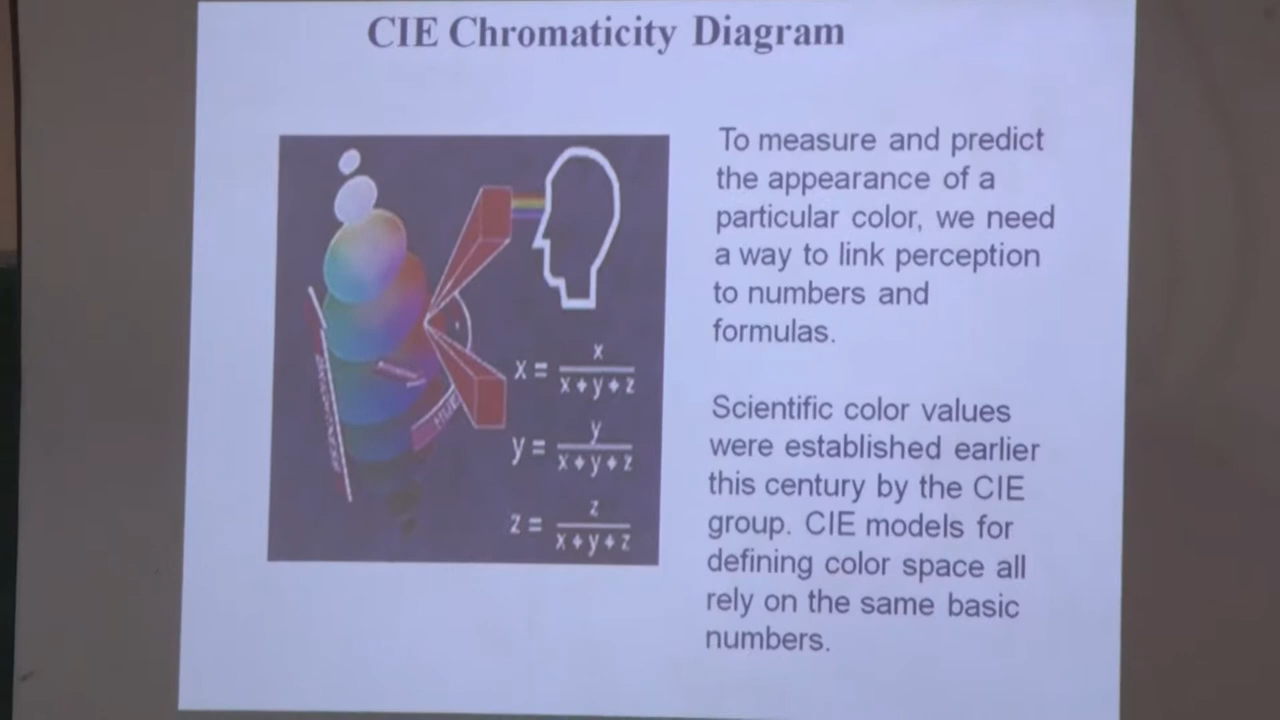 CIE Chromaticity Diagram
To measure and predict
the appearance of a
particular color, we need
a way to link perception
to numbers and
formulas.
Scientific color values
were established earlier
this century by the CIE
group. CIE models for
defining color space all
rely on the same basic
numbers.
HUE
x = x / x + y + z
y = y / x + y + z
z = z / x + y + z